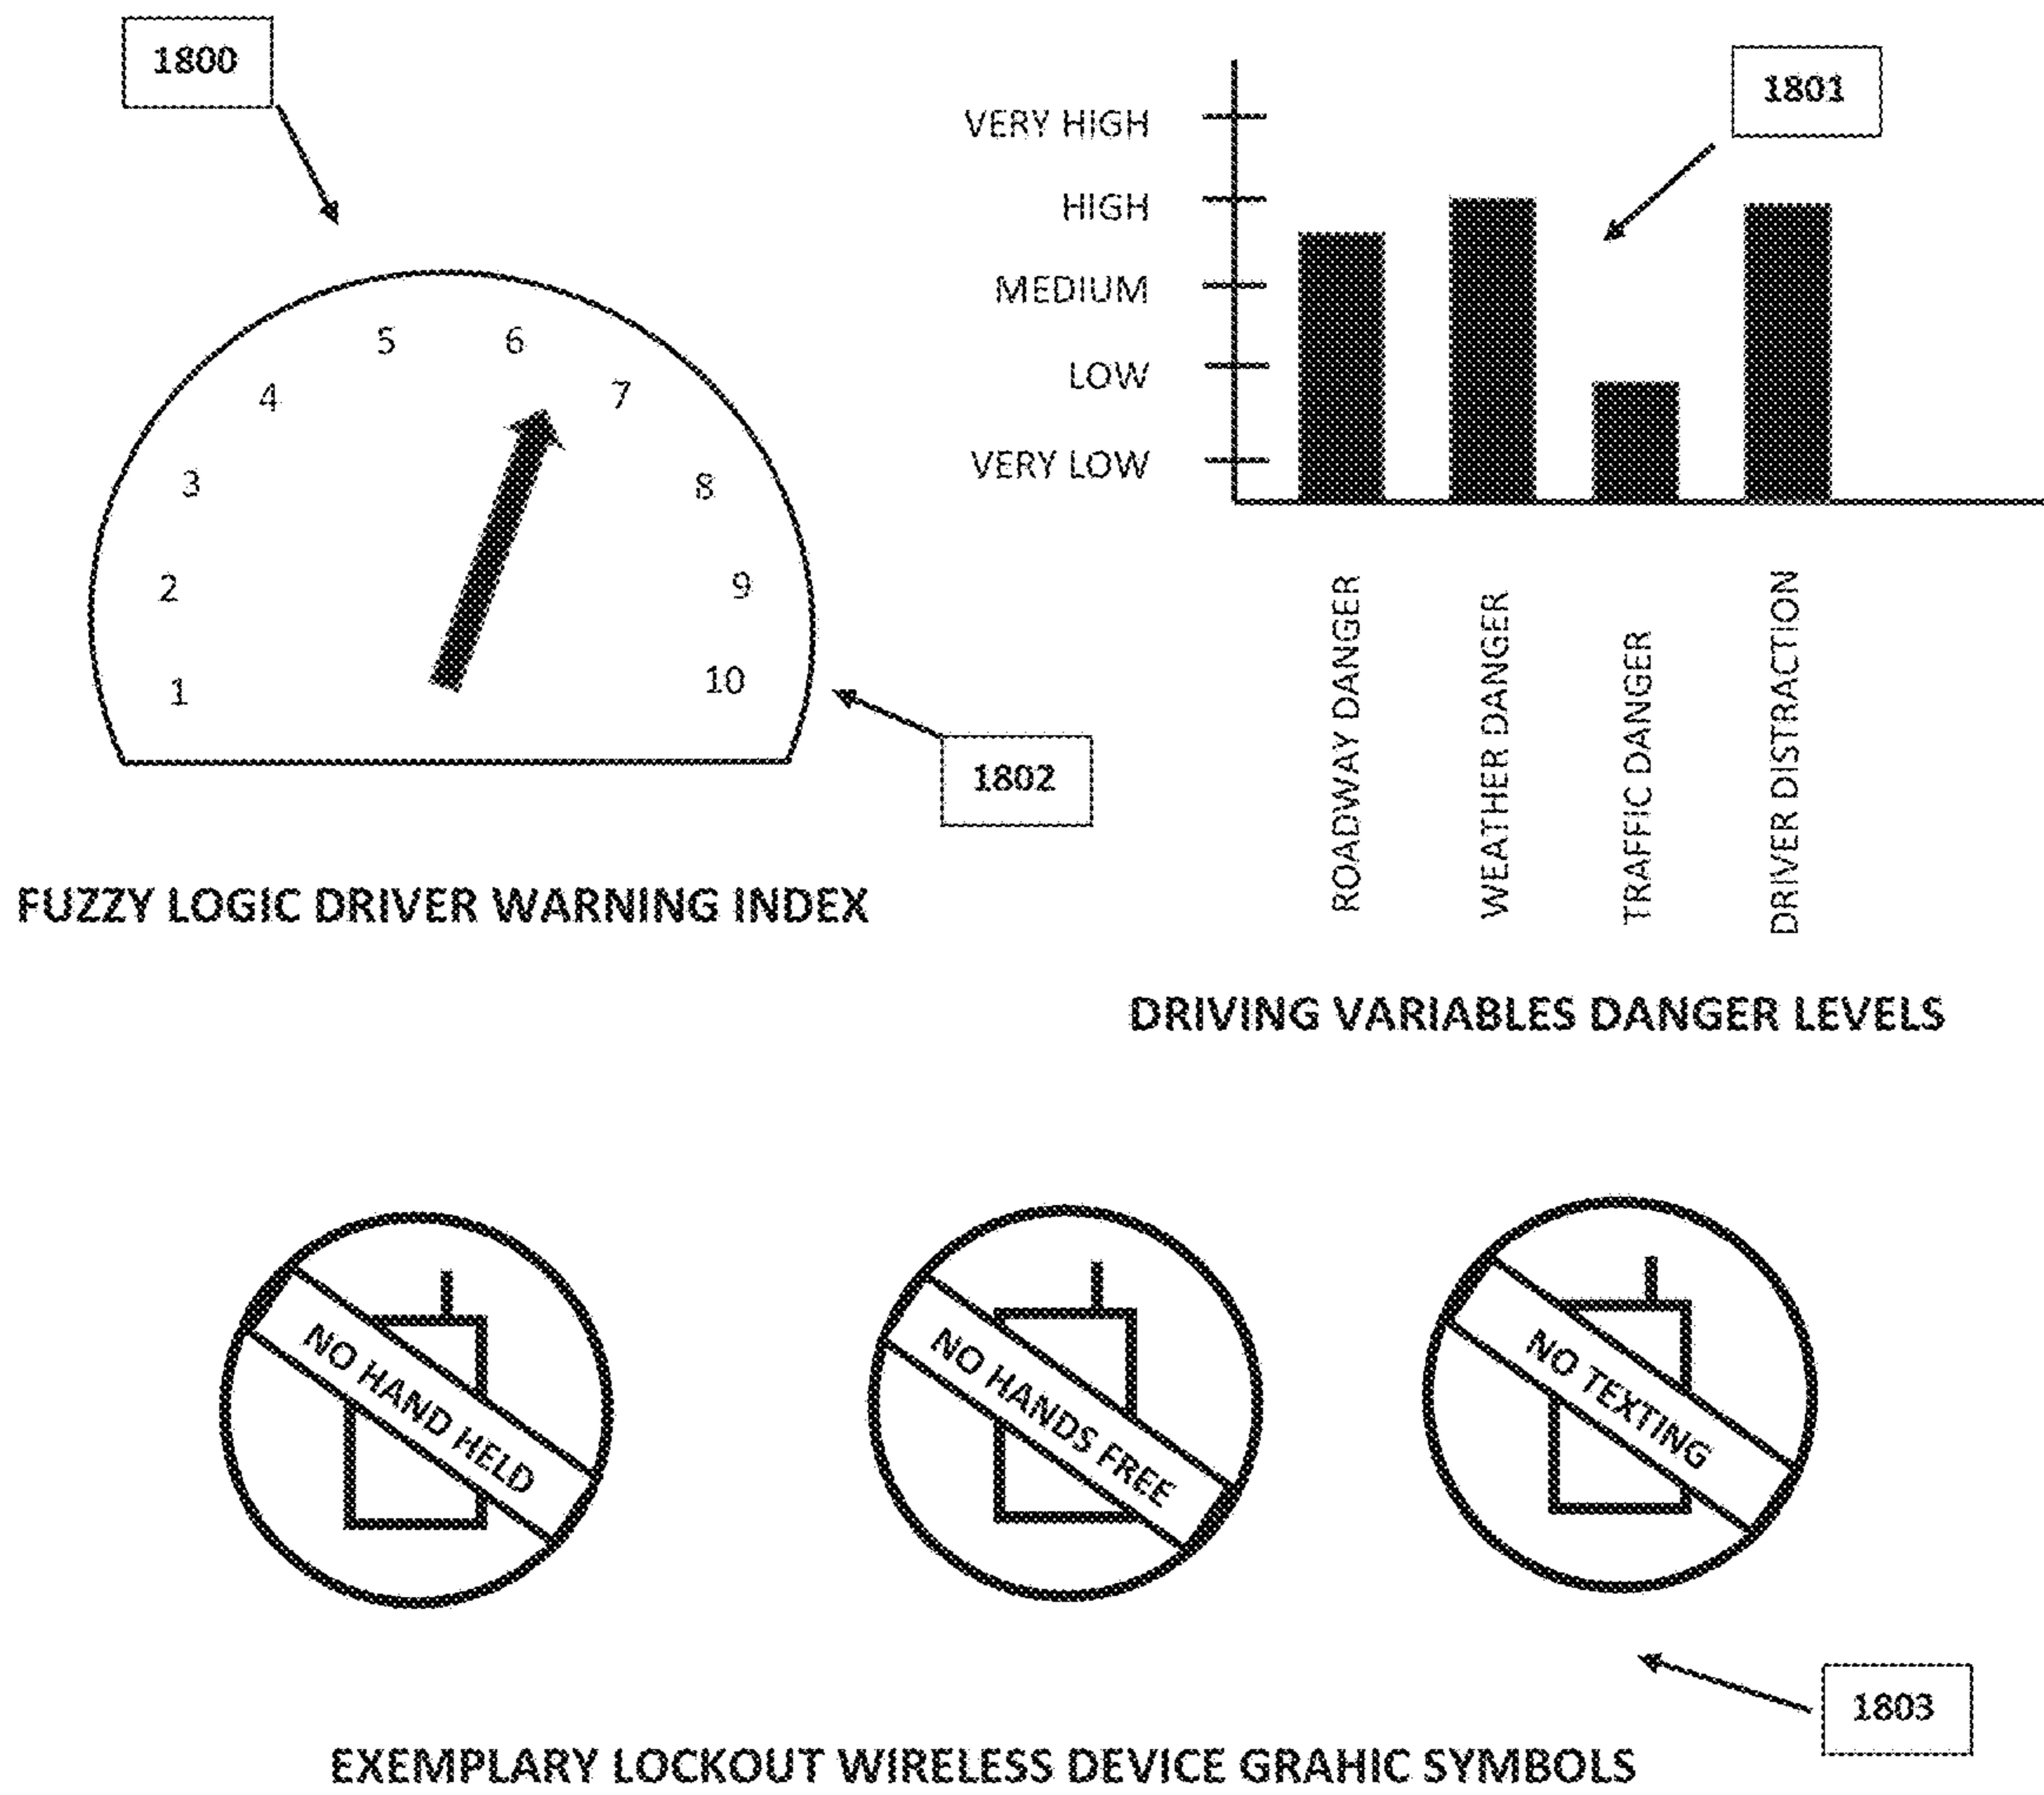 1800
1801
VERY HIGH
HIGH
MEDIUM
LOW
VERY LOW
5
6
4
7
3
8
2
9
1
10
1802
ROADWAY DANGER
WEATHER DANGER
TRAFFIC DANGER
DRIVER DISTRACTION
FUZZY LOGIC DRIVER WARNING INDEX
DRIVING VARIABLES DANGER LEVELS
NO HAND HELD
NO HANDS FREE
NO TEXTING
1803
EXEMPLARY LOCKOUT WIRELESS DEVICE GRAHIC SYMBOLS